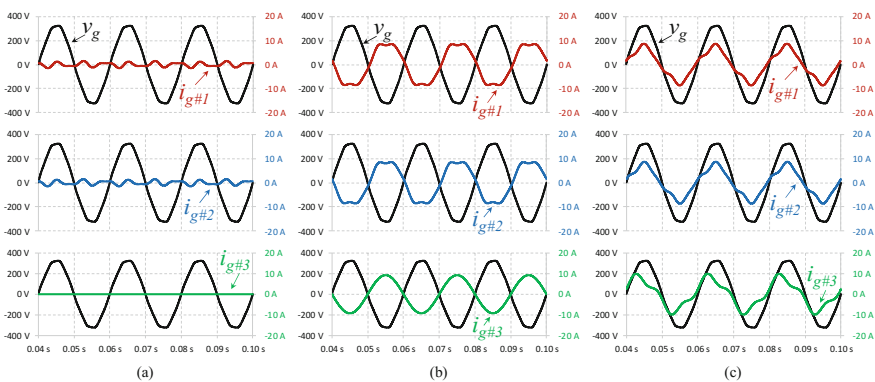 400 V 20 A 400 V 20 A 400 V 20 A
v_g v_g v_g
200 V 10 A 200 V 10 A 200 V 10 A
0 V 0 A 0 V 0 A 0 V 0 A
-200 V -10 A -200 V -10 A -200 V -10 A
i_g#1 i_g#1 i_g#1
-400 V -20 A -400 V -20 A -400 V -20 A
400 V 20 A 400 V 20 A 400 V 20 A
200 V 10 A 200 V 10 A 200 V 10 A
0 V 0 A 0 V 0 A 0 V 0 A
i_g#2 i_g#2 i_g#2
-200 V -10 A -200 V -10 A -200 V -10 A
-400 V -20 A -400 V -20 A -400 V -20 A
400 V 20 A 400 V 20 A 400 V 20 A
i_g#3 i_g#3
200 V 10 A 200 V 10 A 200 V 10 A
0 V 0 A 0 V 0 A 0 V 0 A
-200 V -10 A -200 V -10 A -200 V -10 A
i_g#3
-400 V -20 A -400 V -20 A -400 V -20 A
0.04 s 0.05 s 0.06 s 0.07 s 0.08 s 0.09 s 0.10 s 0.04 s 0.05 s 0.06 s 0.07 s 0.08 s 0.09 s 0.10 s 0.04 s 0.05 s 0.06 s 0.07 s 0.08 s 0.09 s 0.10 s
(a) (b) (c)